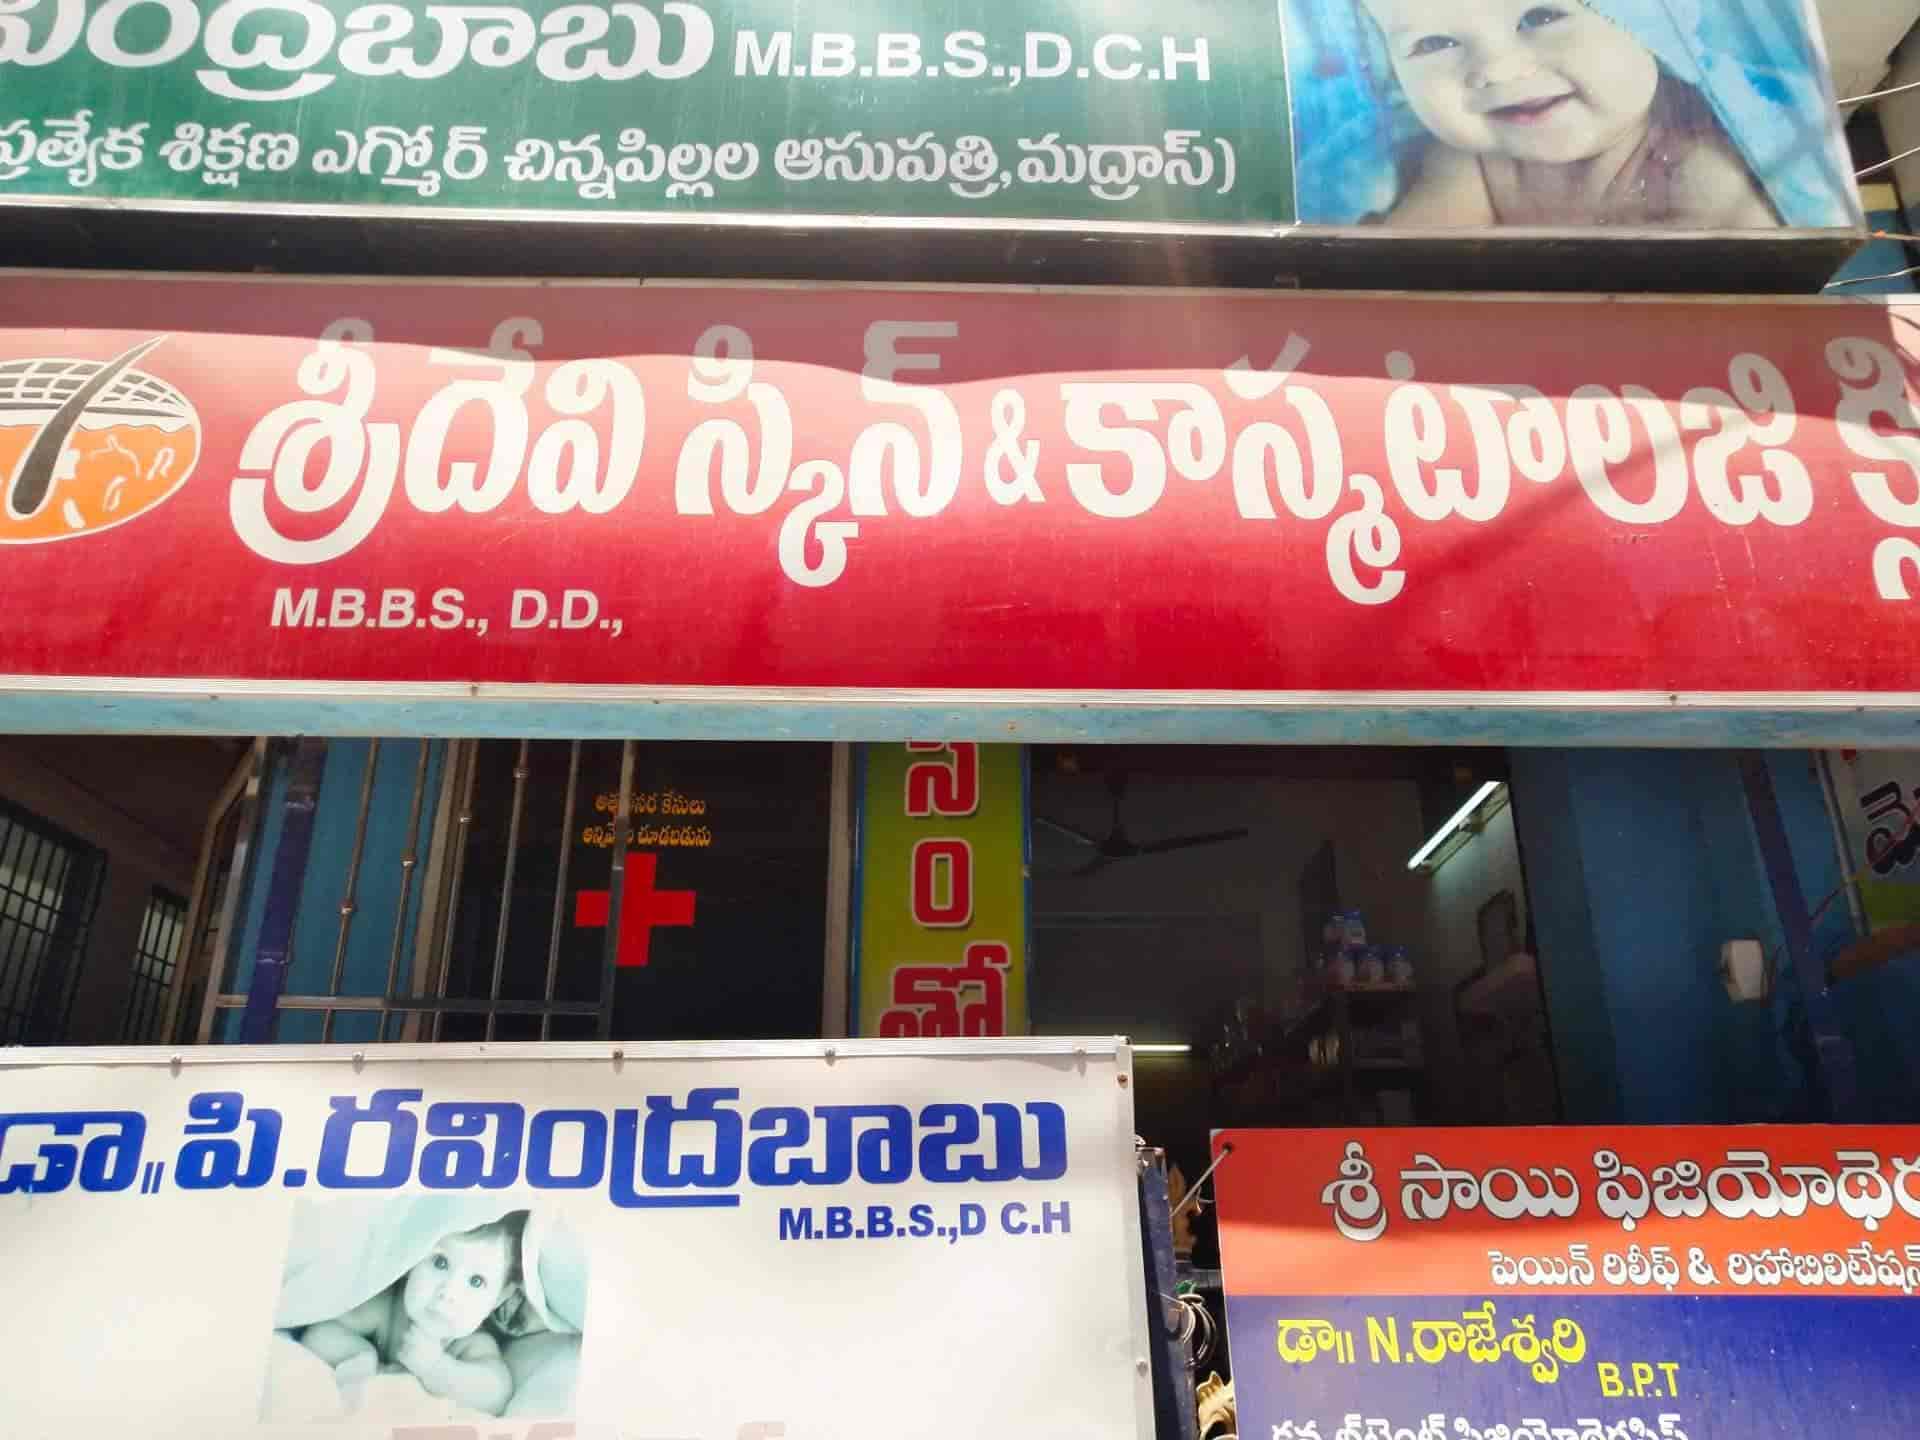 వింద్రబాబు M.B.B.S.,D.C.H
ప్రత్యేక శిక్షణ ఎగ్మోర్ చిన్నపిల్లల ఆసుపత్రి,మద్రాస్)
శ్రీదేవి స్కిన్ & కాస్మటాలజి
M.B.B.S., D.D.,
కేసులు
చూడబడును
డా॥ పి.రవింద్రబాబు
M.B.B.S.,D C.H
శ్రీ సాయి ఫిజియోథెర
పెయిన్ రిలీఫ్ & రిహాబిలిటేషన్
డా॥ N.రాజేశ్వరి
B.P.T